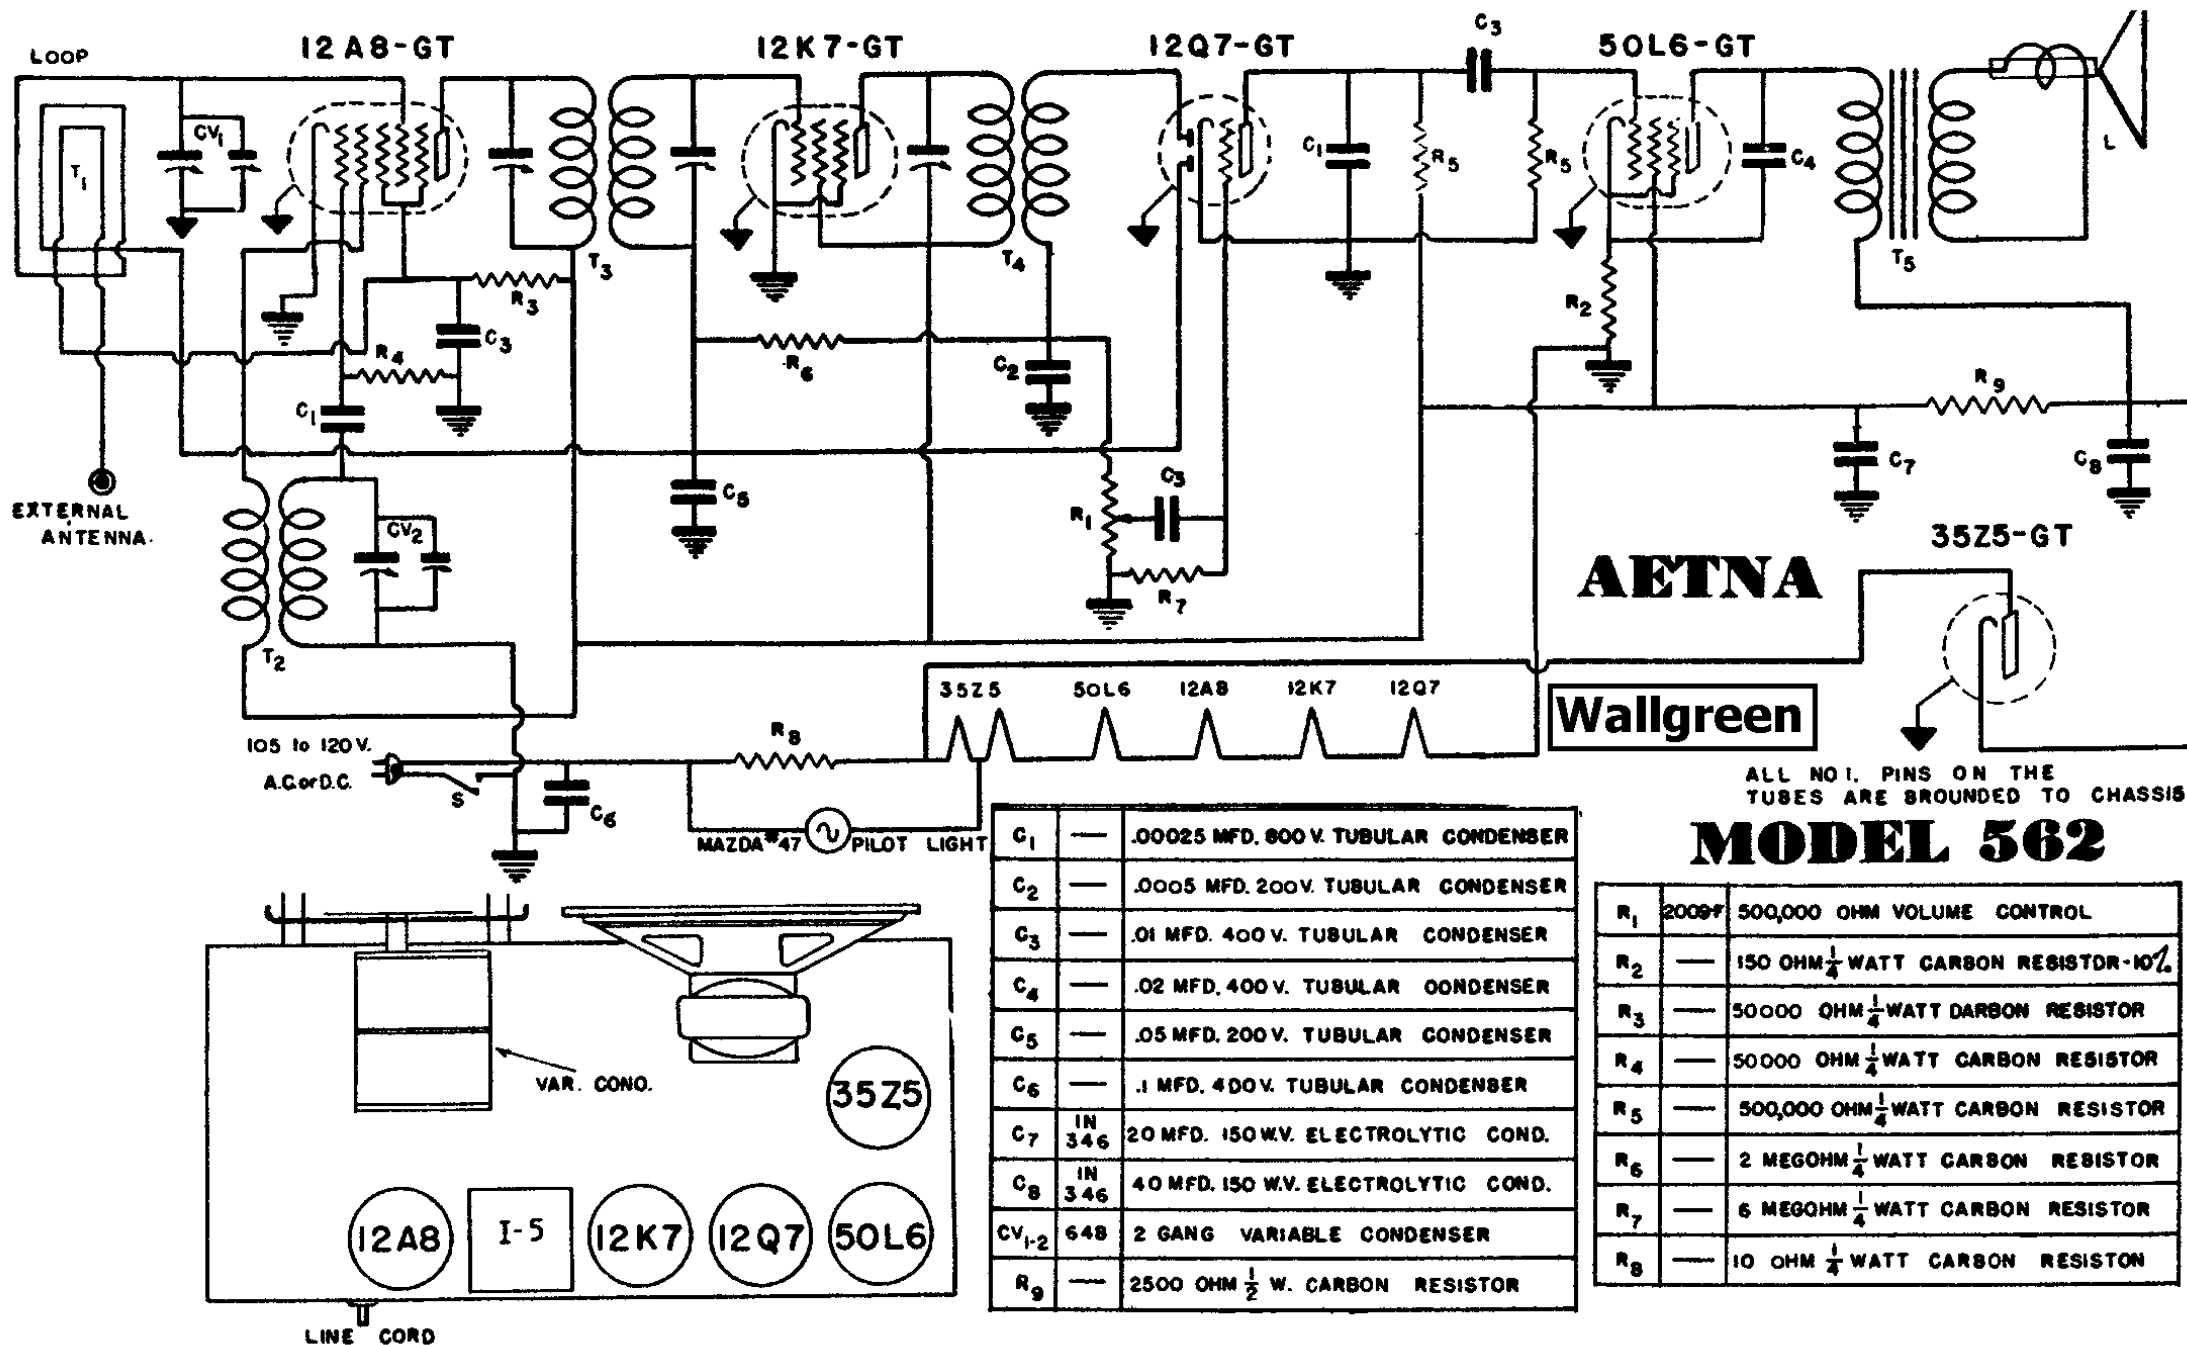 LOOP
12A8-GT
12K7-GT
12Q7-GT
C3
50L6-GT
CV1
T1
C1
R5
R5
C4
L
T3
T4
T5
R3
R2
C3
R4
R6
C2
R9
C1
C7
C8
C5
C3
R1
EXTERNAL
ANTENNA.
CV2
35Z5-GT
AETNA
R7
T2
35Z5 50L6 12A8 12K7 12Q7
Wallgreen
105 to 120 V.
A.C. or D.C.
R8
S
C6
MAZDA #47 PILOT LIGHT
ALL NO 1. PINS ON THE
TUBES ARE BROUNDED TO CHASSIS
MODEL 562
C1 — .00025 MFD. 800 V. TUBULAR CONDENSER
C2 — .0005 MFD. 200 V. TUBULAR CONDENSER
C3 — .01 MFD. 400 V. TUBULAR CONDENSER
C4 — .02 MFD. 400 V. TUBULAR OONDENSER
C5 — .05 MFD. 200 V. TUBULAR CONDENSER
C6 — .1 MFD. 400 V. TUBULAR CONDENBER
C7 IN 346 20 MFD. 150 W.V. ELECTROLYTIC COND.
C8 IN 346 40 MFD. 150 W.V. ELECTROLYTIC COND.
CV1-2 648 2 GANG VARIABLE CONDENSER
R9 — 2500 OHM 1/2 W. CARBON RESISTOR
R1 2009-F 500,000 OHM VOLUME CONTROL
R2 — 150 OHM 1/4 WATT CARBON RESISTOR-10%
R3 — 50000 OHM 1/4 WATT DARBON RESISTOR
R4 — 50000 OHM 1/4 WATT CARBON RESISTOR
R5 — 500,000 OHM 1/4 WATT CARBON RESISTOR
R6 — 2 MEGOHM 1/4 WATT CARBON RESISTOR
R7 — 6 MEGOHM 1/4 WATT CARBON RESISTOR
R8 — 10 OHM 1/4 WATT CARBON RESISTON
VAR. CONO.
35Z5
12A8
I-5
12K7
12Q7
50L6
LINE CORD